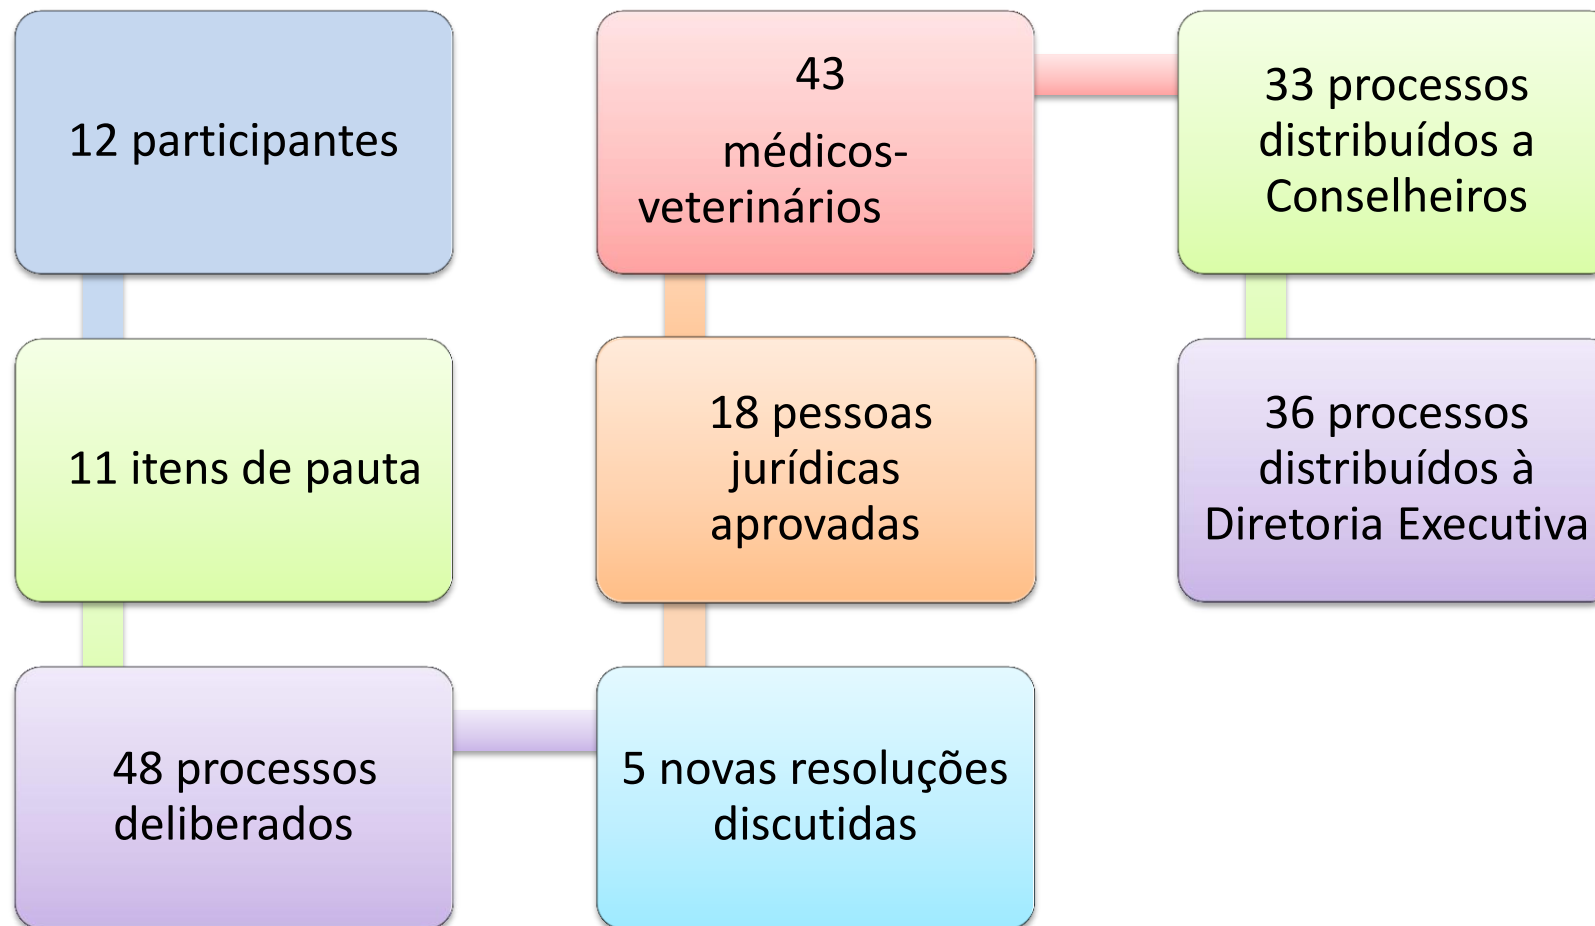 12 participantes
11 itens de pauta
48 processos
deliberados
5 novas resoluções
discutidas
18 pessoas
jurídicas
aprovadas
43
médicos-
veterinários
33 processos
distribuídos a
Conselheiros
36 processos
distribuídos à
Diretoria Executiva